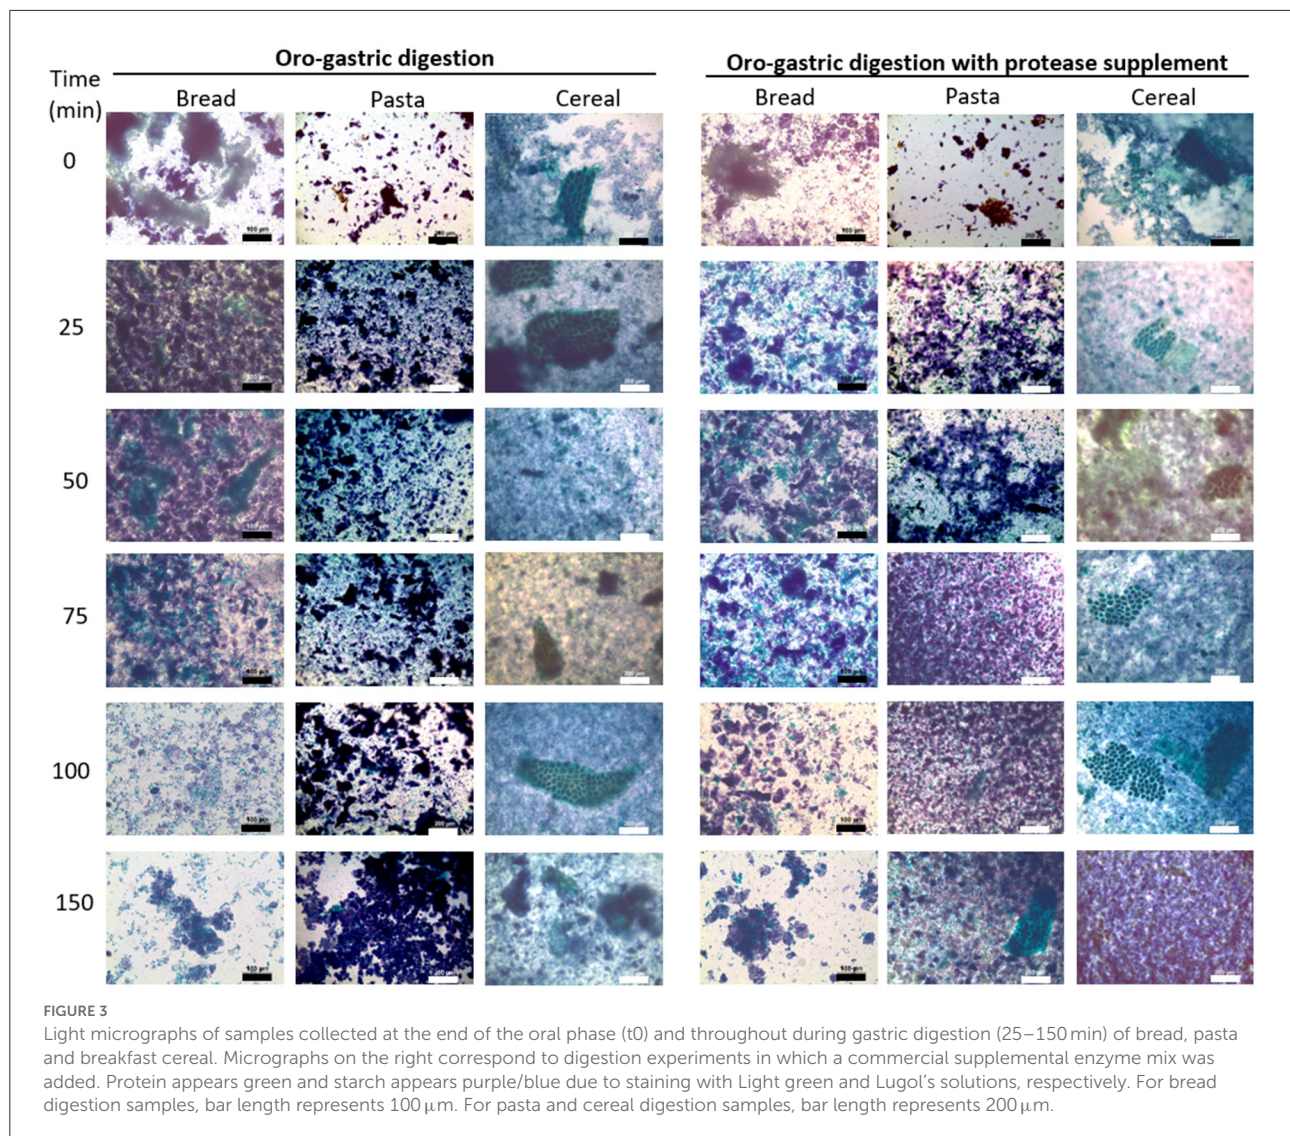 Oro-gastric digestion
Oro-gastric digestion with protease supplement
Time
(min)
Bread
Pasta
Cereal
Bread
Pasta
Cereal
0
25
50
75
100
150
FIGURE 3
Light micrographs of samples collected at the end of the oral phase (t0) and throughout during gastric digestion (25–150 min) of bread, pasta
and breakfast cereal. Micrographs on the right correspond to digestion experiments in which a commercial supplemental enzyme mix was
added. Protein appears green and starch appears purple/blue due to staining with Light green and Lugol's solutions, respectively. For bread
digestion samples, bar length represents 100 μm. For pasta and cereal digestion samples, bar length represents 200 μm.